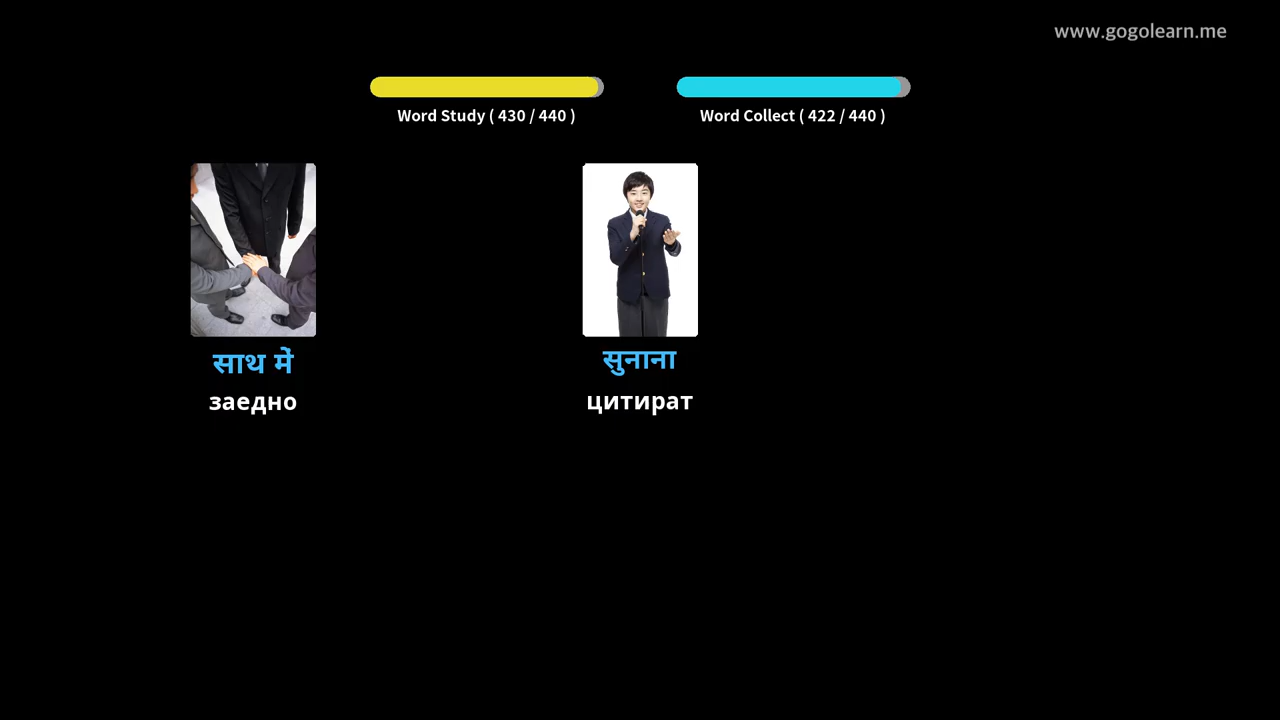 www.gogolearn.me
Word Study ( 430 / 440 )
Word Collect ( 422 / 440 )
साथ में
заедно
सुनाना
цитират